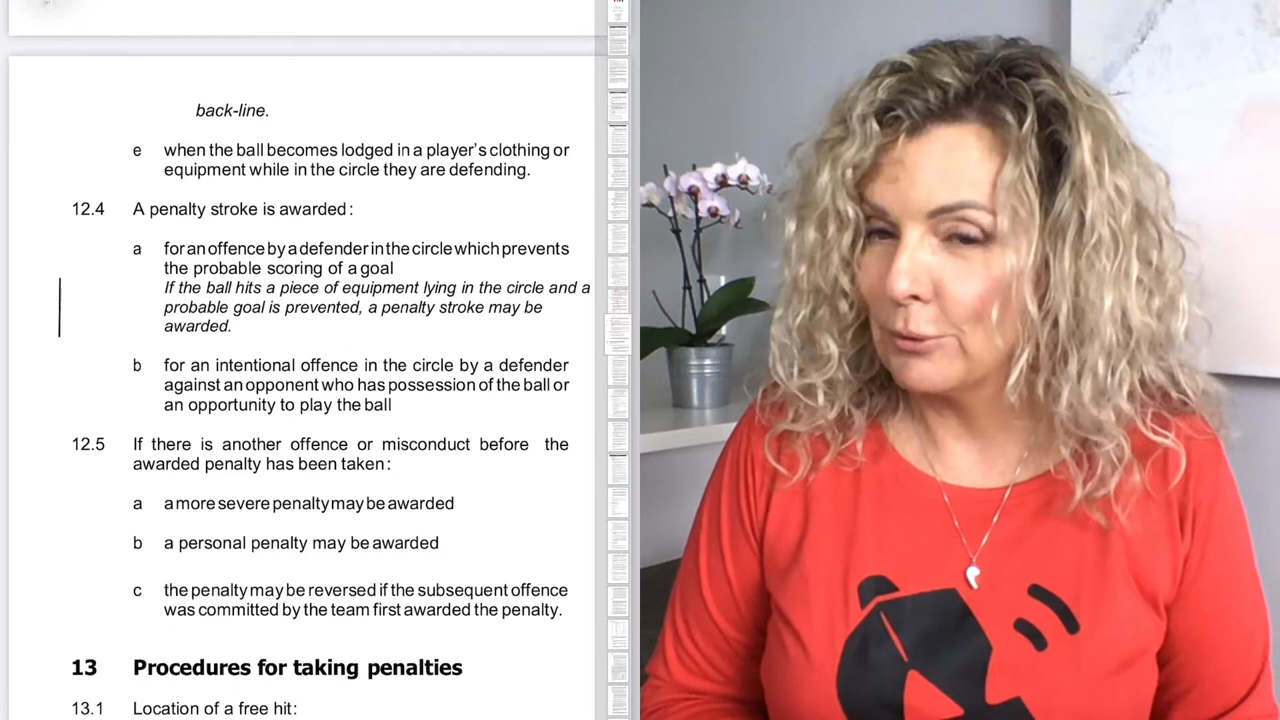 back-line.
e when the ball becomes lodged in a player's clothing or
equipment while in the circle they are defending.
12.4 A penalty stroke is awarded:
a for an offence by a defender in the circle which prevents
the probable scoring of a goal
ball hits a piece of equipment lying in the circle and a
goal is prevented, a penalty stroke may be
awarded.
b for an intentional offence in the circle by a defender
against an opponent who has possession of the ball or
opportunity to play the ball
12.5 If there is another offence or misconduct before the
awarded penalty has been taken:
a a more severe penalty may be awarded
b a personal penalty may be awarded
c the penalty may be reversed if the subsequent offence
was committed by the team first awarded the penalty.
13 Procedures for taking penalties
13.1 Location of a free hit: